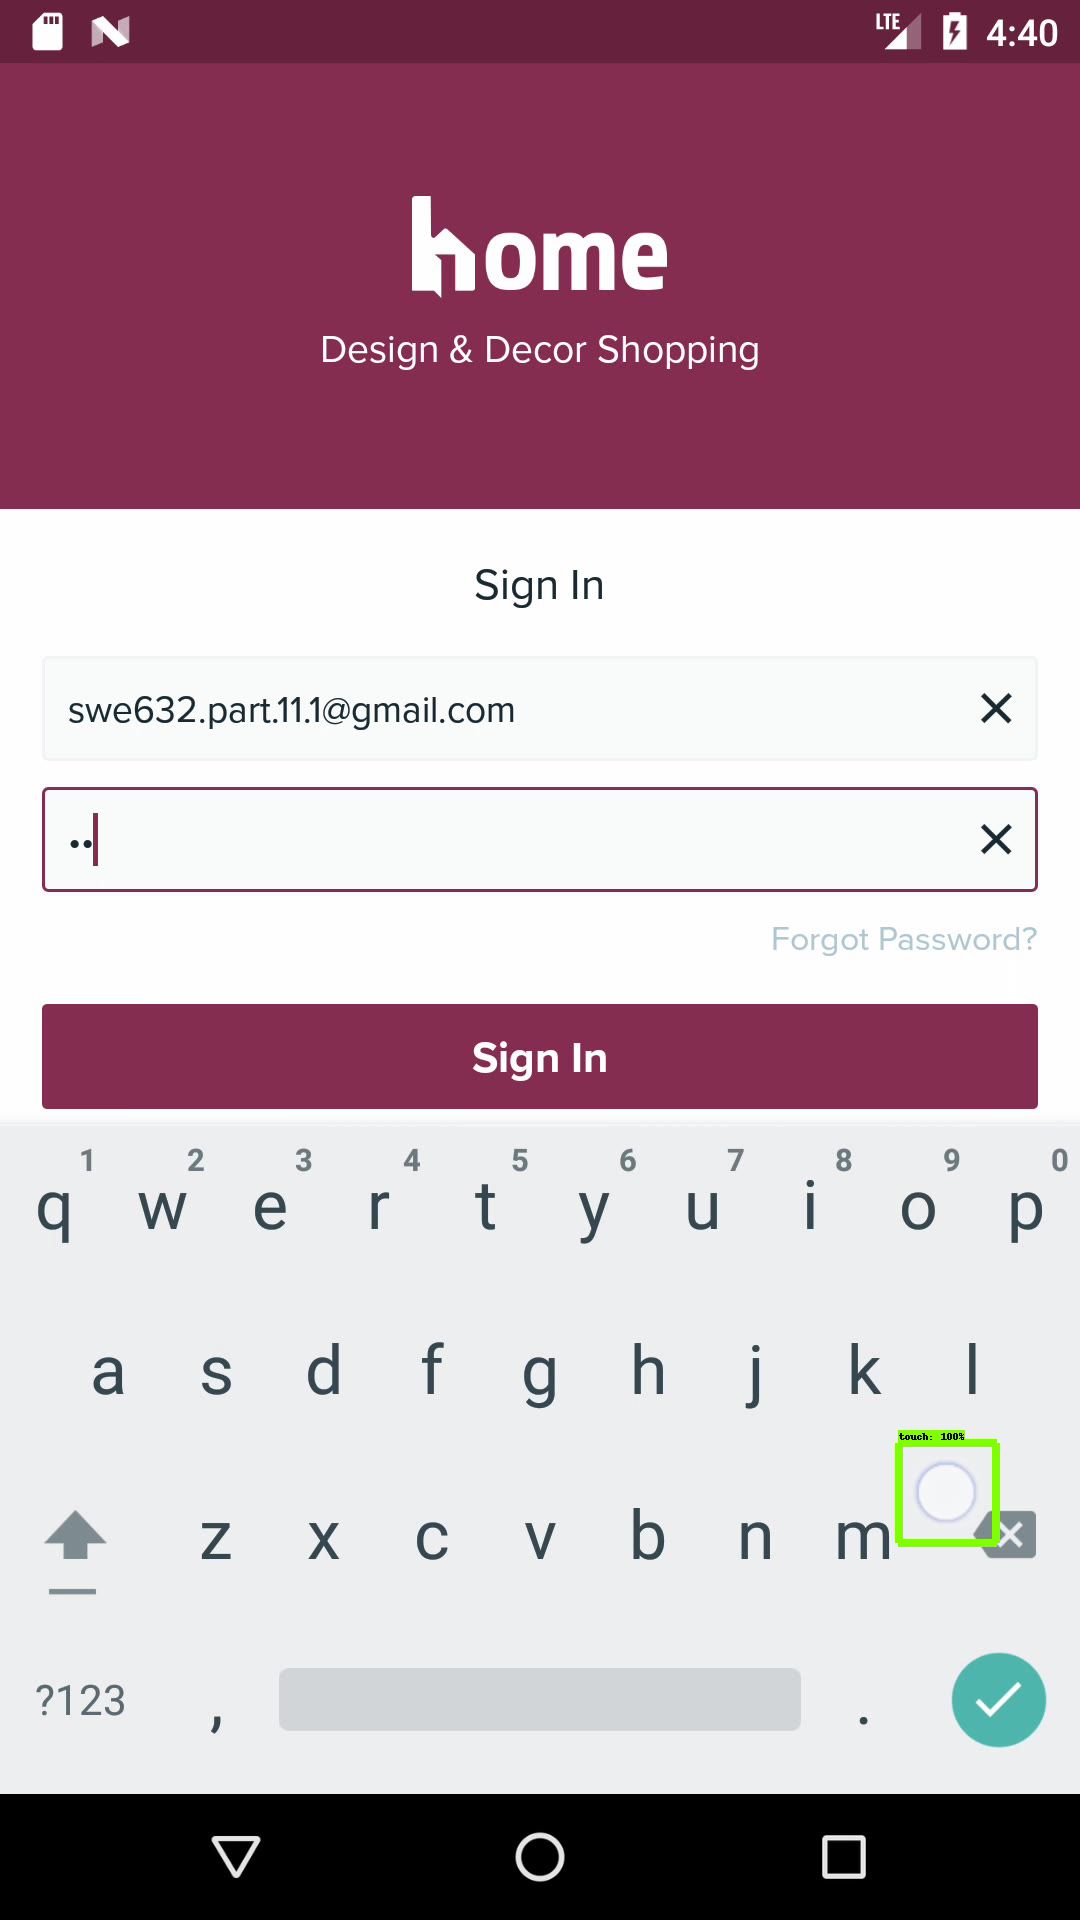 LTE 4:40
home
Design & Decor Shopping
Sign In
swe632.part.11.1@gmail.com
••
Forgot Password?
Sign In
1 2 3 4 5 6 7 8 9 0
q w e r t y u i o p
a s d f g h j k l
touch: 100%
z x c v b n m
?123 , .